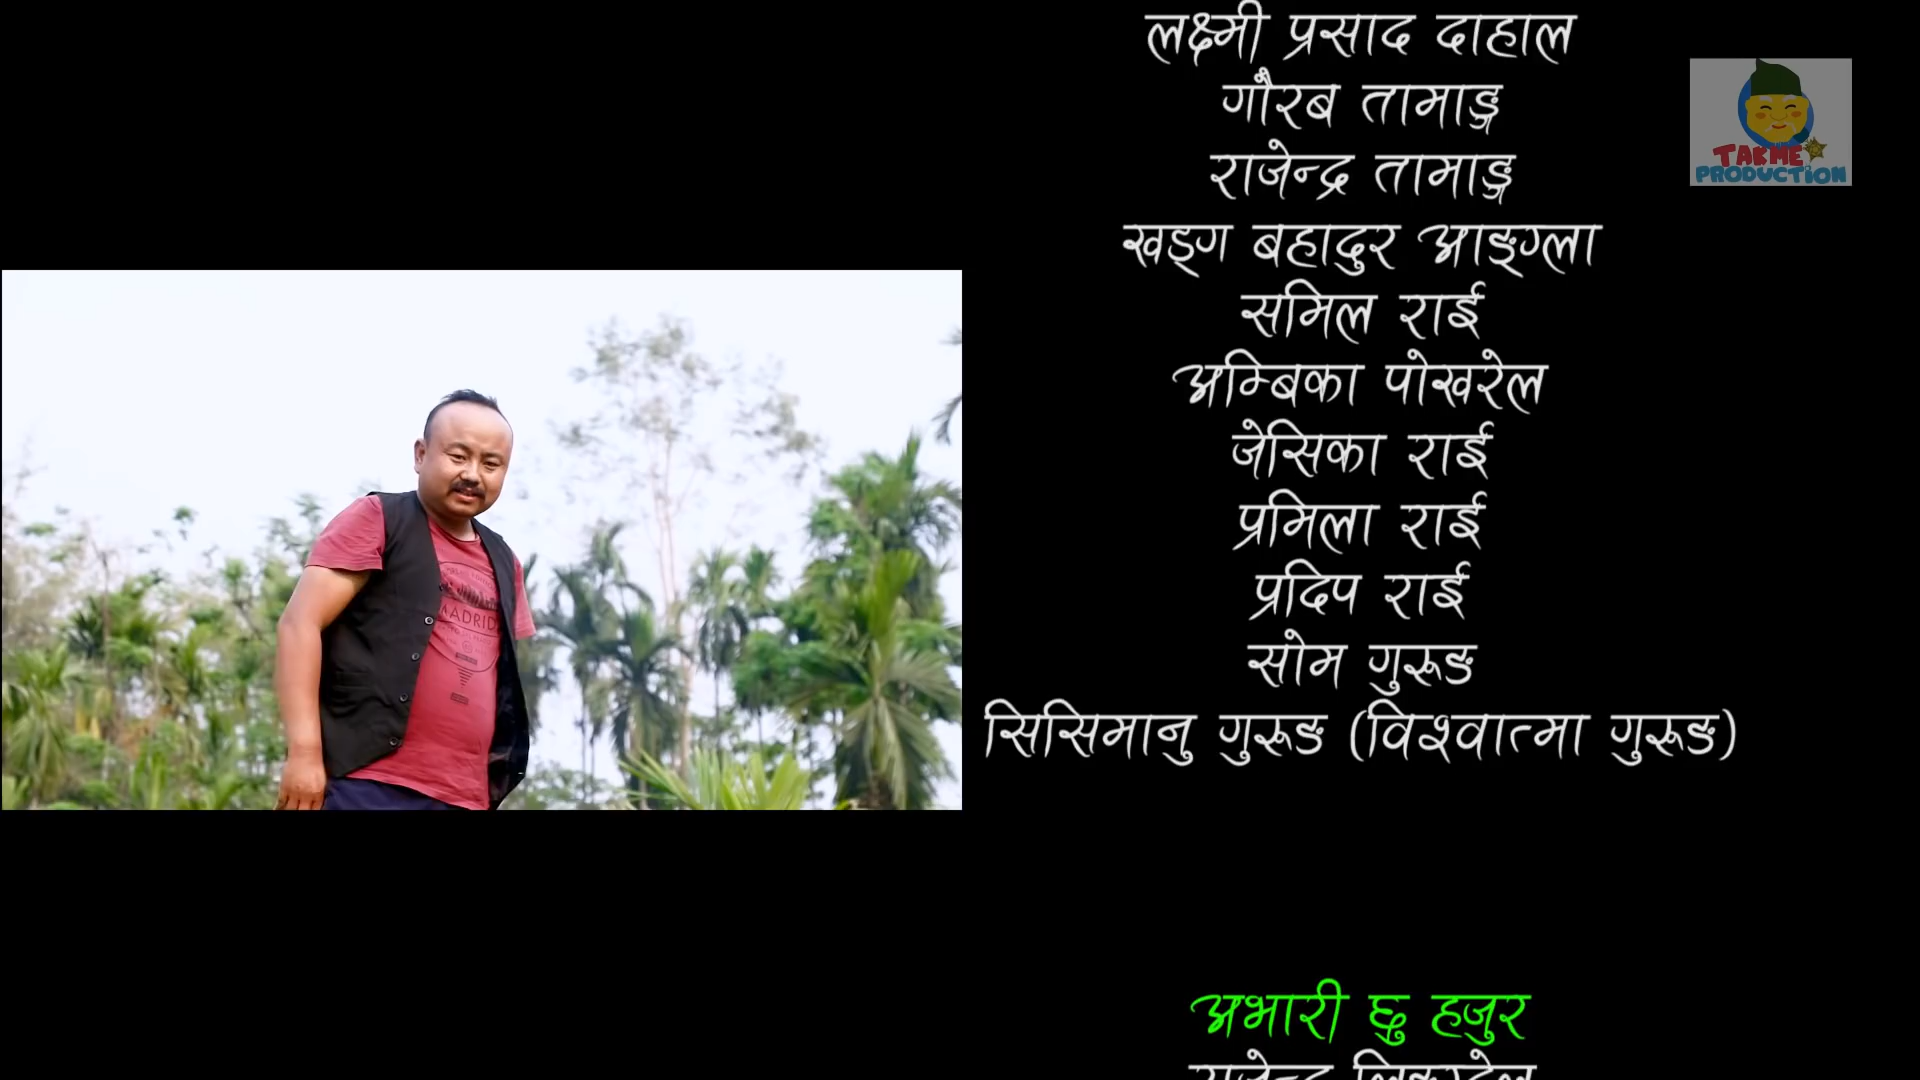 लक्ष्मी प्रसाद दाहाल
गौरब तामाङ्ग
राजेन्द्र तामाङ्ग
खड्ग बहादुर आङ्ग्ला
समिल राई
अम्बिका पोखरेल
जेसिका राई
प्रमिला राई
प्रदिप राई
सोम गुरूङ
सिसिमानु गुरूङ (विश्वात्मा गुरूङ)
अभारी छु हजुर
TAKME
PRODUCTION
MADRID